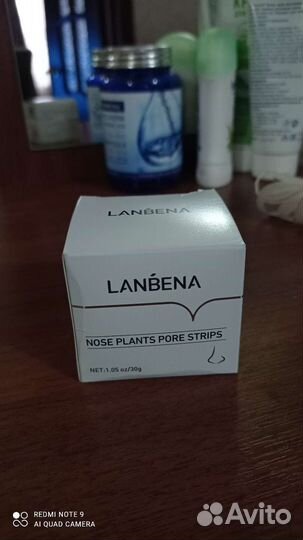 LANBENA
LANBENA
NOSE PLANTS PORE STRIPS
NET:1.05 oz/30g
REDMI NOTE 9
AI QUAD CAMERA
Avito